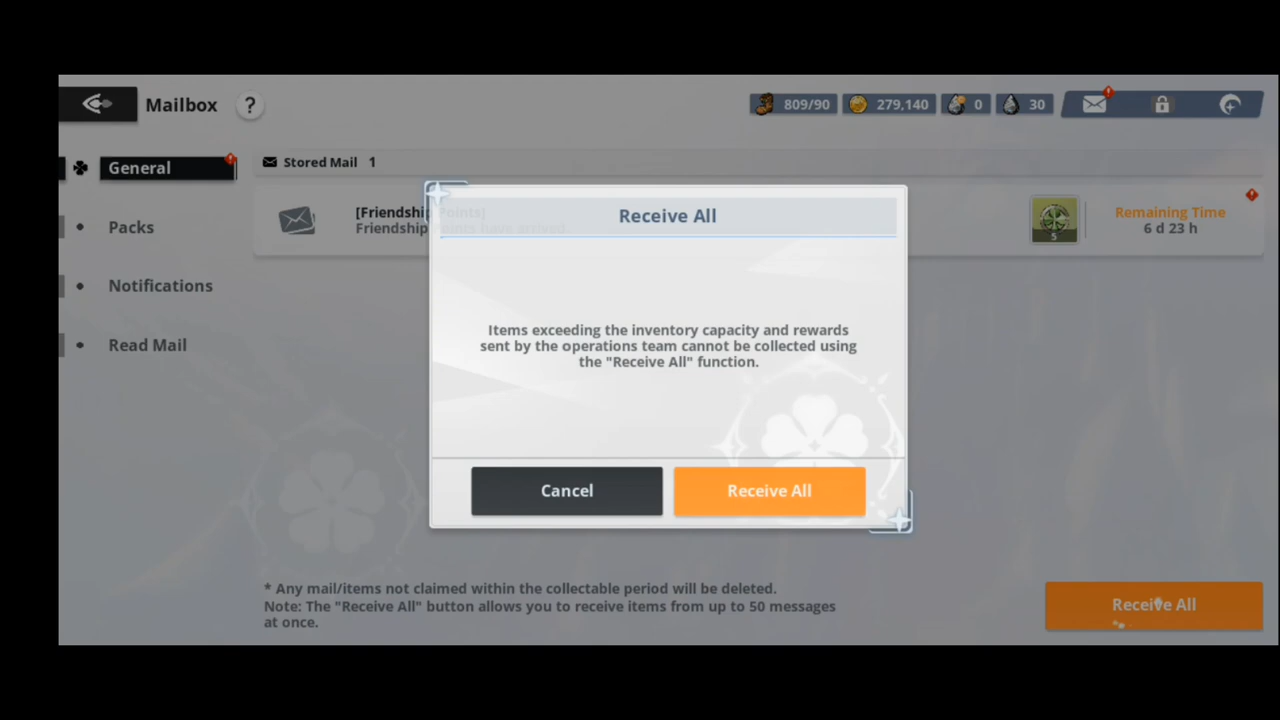 Mailbox ?
809/90 279,140 0 30
General
Packs
Notifications
Read Mail
Stored Mail 1
[Friendship Points]
Friendship Points have arrived
5
Remaining Time
6 d 23 h
Receive All
Items exceeding the inventory capacity and rewards
sent by the operations team cannot be collected using
the "Receive All" function.
Cancel Receive All
* Any mail/items not claimed within the collectable period will be deleted.
Note: The "Receive All" button allows you to receive items from up to 50 messages
at once.
Receive All